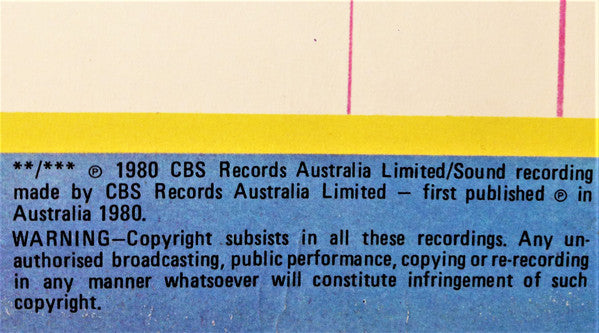 **/*** ℗ 1980 CBS Records Australia Limited/Sound recording
made by CBS Records Australia Limited – first published ℗ in
Australia 1980.
WARNING–Copyright subsists in all these recordings. Any un-
authorised broadcasting, public performance, copying or re-recording
in any manner whatsoever will constitute infringement of such
copyright.